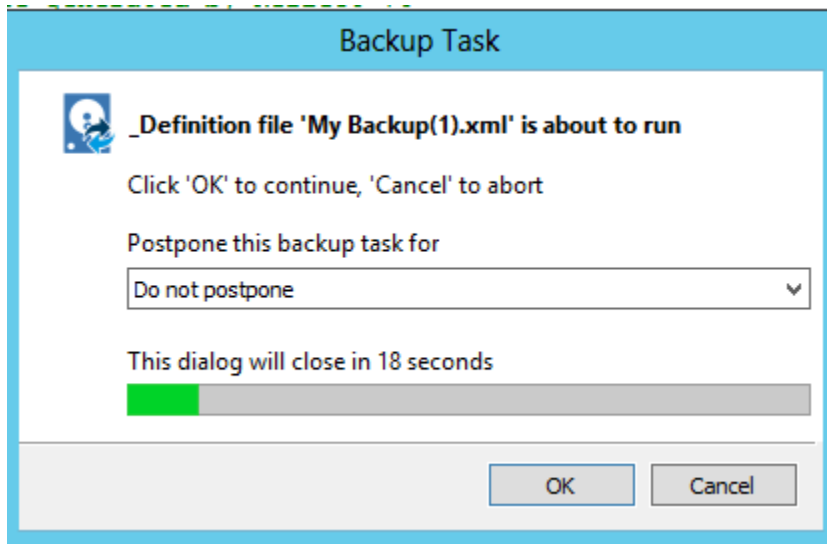 Backup Task
_Definition file 'My Backup(1).xml' is about to run
Click 'OK' to continue, 'Cancel' to abort
Postpone this backup task for
Do not postpone
This dialog will close in 18 seconds
OK
Cancel